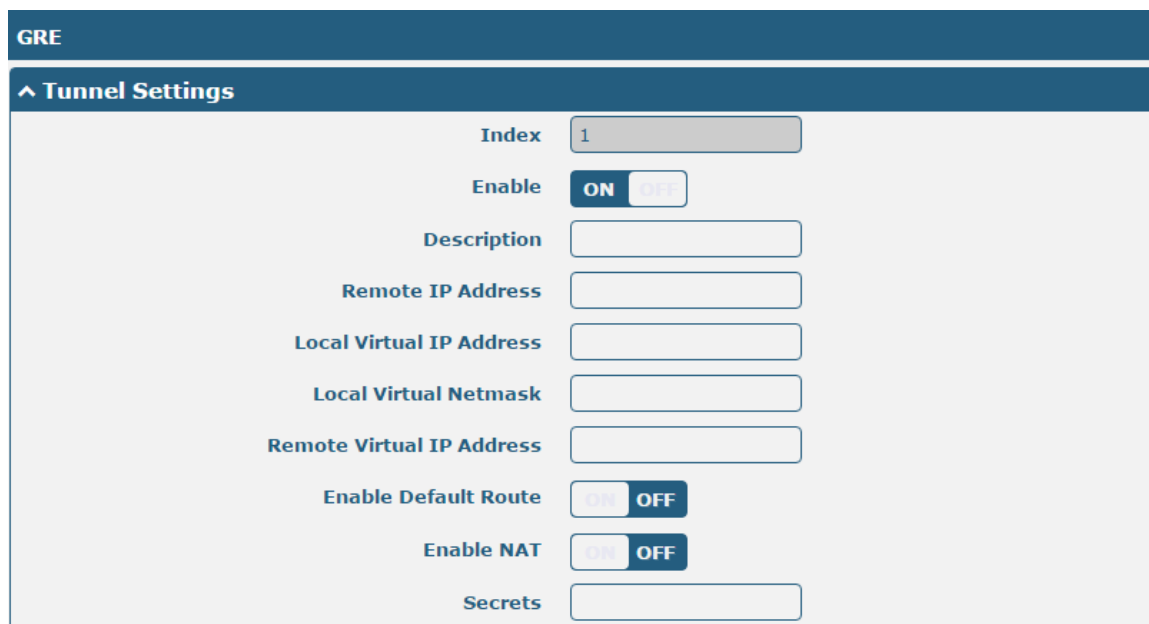 GRE
Tunnel Settings
Index 1
Enable ON OFF
Description
Remote IP Address
Local Virtual IP Address
Local Virtual Netmask
Remote Virtual IP Address
Enable Default Route ON OFF
Enable NAT ON OFF
Secrets